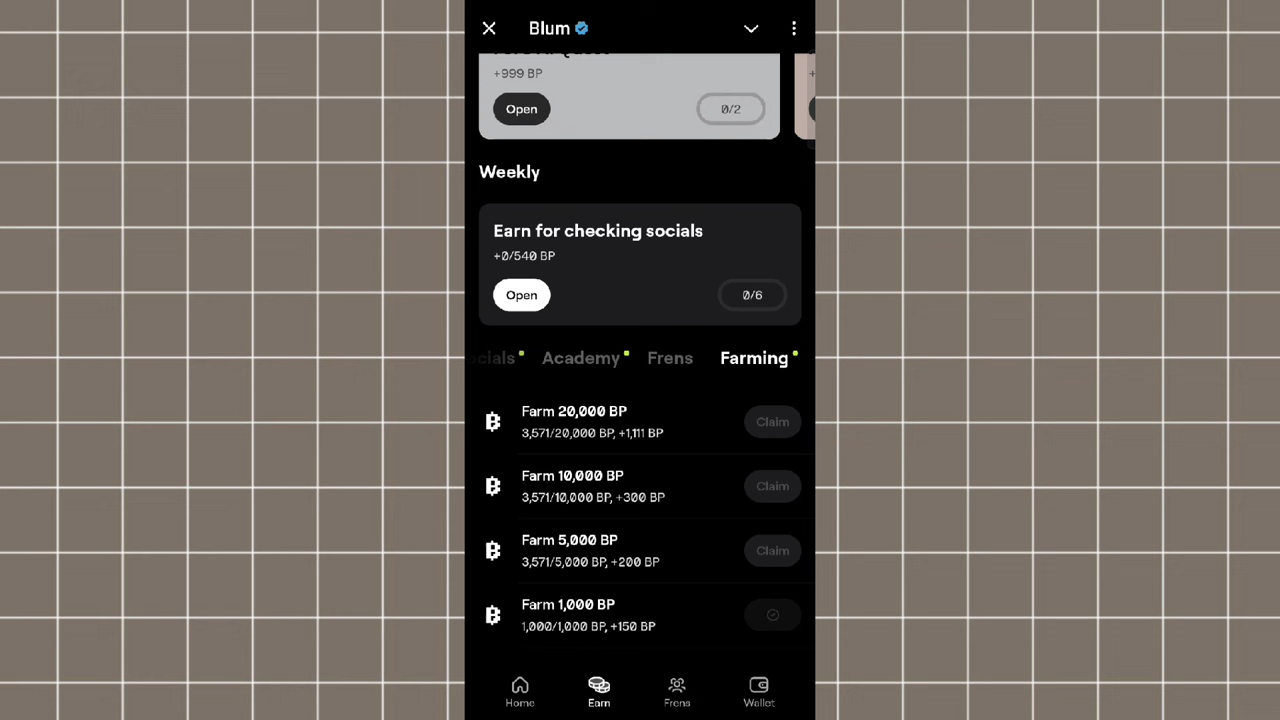 Blum
+999 BP
Open
0/2
Weekly
Earn for checking socials
+0/540 BP
Open
0/6
Academy
Frens
Farming
Farm 20,000 BP
3,571/20,000 BP, +1,111 BP
Claim
Farm 10,000 BP
3,571/10,000 BP, +300 BP
Claim
Farm 5,000 BP
3,571/5,000 BP, +200 BP
Claim
Farm 1,000 BP
1,000/1,000 BP, +150 BP
Home
Earn
Frens
Wallet